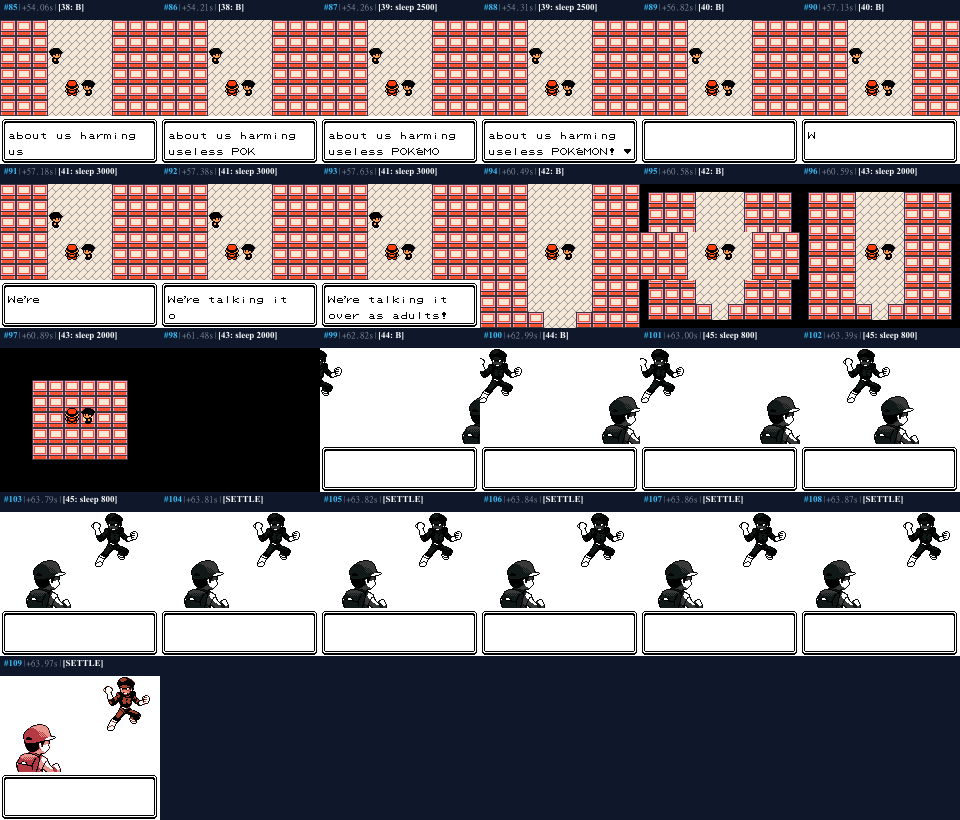 #85|+54.06s| [38: B]
#86|+54.21s| [38: B]
#87|+54.26s| [39: sleep 2500]
#88|+54.31s| [39: sleep 2500]
#89|+56.82s| [40: B]
#90|+57.13s| [40: B]
about us harming
us
about us harming
useless POK
about us harming
useless POKéMO
about us harming
useless POKéMON! ▼
W
#91|+57.18s| [41: sleep 3000]
#92|+57.38s| [41: sleep 3000]
#93|+57.63s| [41: sleep 3000]
#94|+60.49s| [42: B]
#95|+60.58s| [42: B]
#96|+60.59s| [43: sleep 2000]
We're
We're talking it
o
We're talking it
over as adults!
#97|+60.89s| [43: sleep 2000]
#98|+61.48s| [43: sleep 2000]
#99|+62.82s| [44: B]
#100|+62.99s| [44: B]
#101|+63.00s| [45: sleep 800]
#102|+63.39s| [45: sleep 800]
#103|+63.79s| [45: sleep 800]
#104|+63.81s| [SETTLE]
#105|+63.82s| [SETTLE]
#106|+63.84s| [SETTLE]
#107|+63.86s| [SETTLE]
#108|+63.87s| [SETTLE]
#109|+63.97s| [SETTLE]